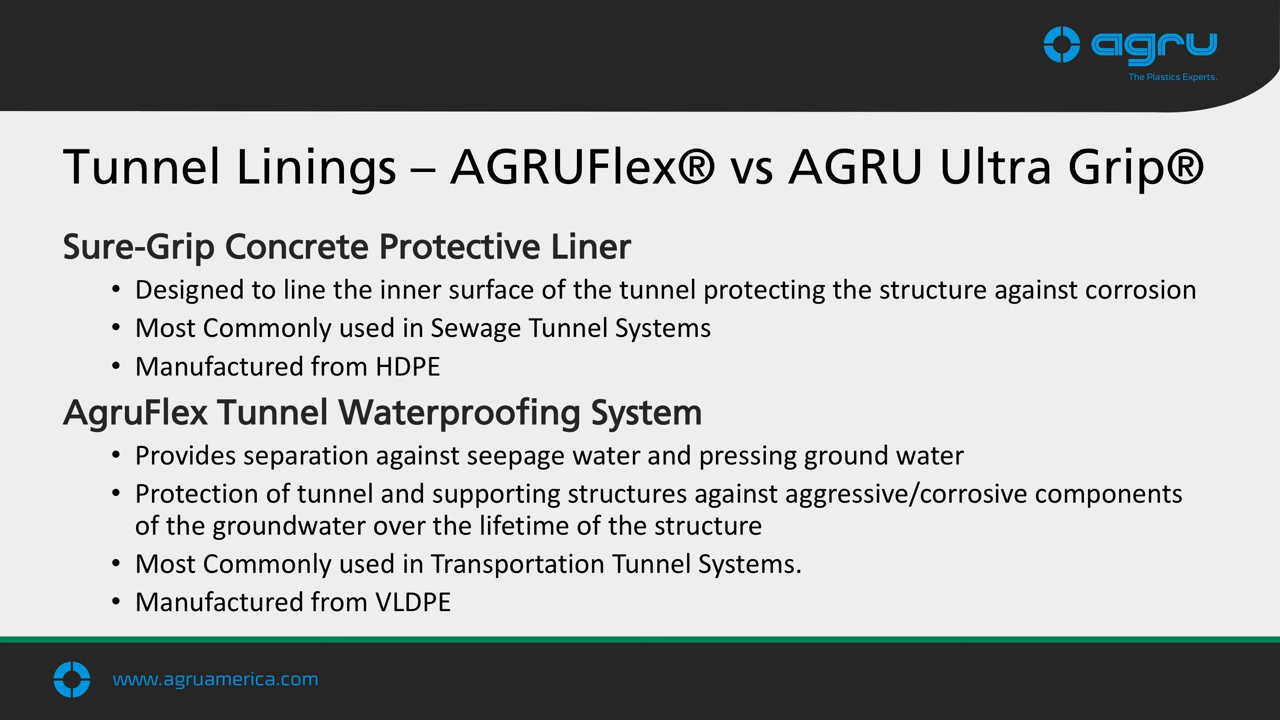 agru
The Plastics Experts.
Tunnel Linings – AGRUFlex® vs AGRU Ultra Grip®
Sure-Grip Concrete Protective Liner
• Designed to line the inner surface of the tunnel protecting the structure against corrosion
• Most Commonly used in Sewage Tunnel Systems
• Manufactured from HDPE
AgruFlex Tunnel Waterproofing System
• Provides separation against seepage water and pressing ground water
• Protection of tunnel and supporting structures against aggressive/corrosive components
of the groundwater over the lifetime of the structure
• Most Commonly used in Transportation Tunnel Systems.
• Manufactured from VLDPE
www.agruamerica.com